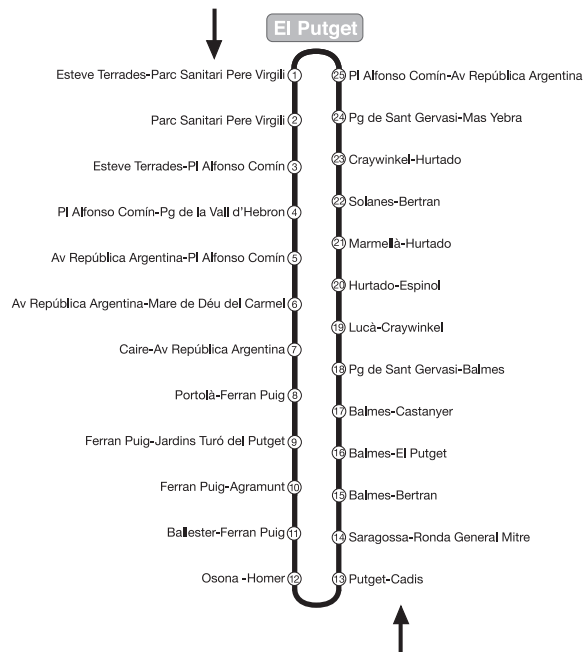 El Putget
Esteve Terrades-Parc Sanitari Pere Virgili 1
Parc Sanitari Pere Virgili 2
Esteve Terrades-Pl Alfonso Comín 3
Pl Alfonso Comín-Pg de la Vall d'Hebron 4
Av República Argentina-Pl Alfonso Comín 5
Av República Argentina-Mare de Déu del Carmel 6
Caire-Av República Argentina 7
Portolà-Ferran Puig 8
Ferran Puig-Jardins Turó del Putget 9
Ferran Puig-Agramunt 10
Ballester-Ferran Puig 11
Osona -Homer 12
25 Pl Alfonso Comín-Av República Argentina
24 Pg de Sant Gervasi-Mas Yebra
23 Craywinkel-Hurtado
22 Solanes-Bertran
21 Marmellà-Hurtado
20 Hurtado-Espinol
19 Lucà-Craywinkel
18 Pg de Sant Gervasi-Balmes
17 Balmes-Castanyer
16 Balmes-El Putget
15 Balmes-Bertran
14 Saragossa-Ronda General Mitre
13 Putget-Cadis